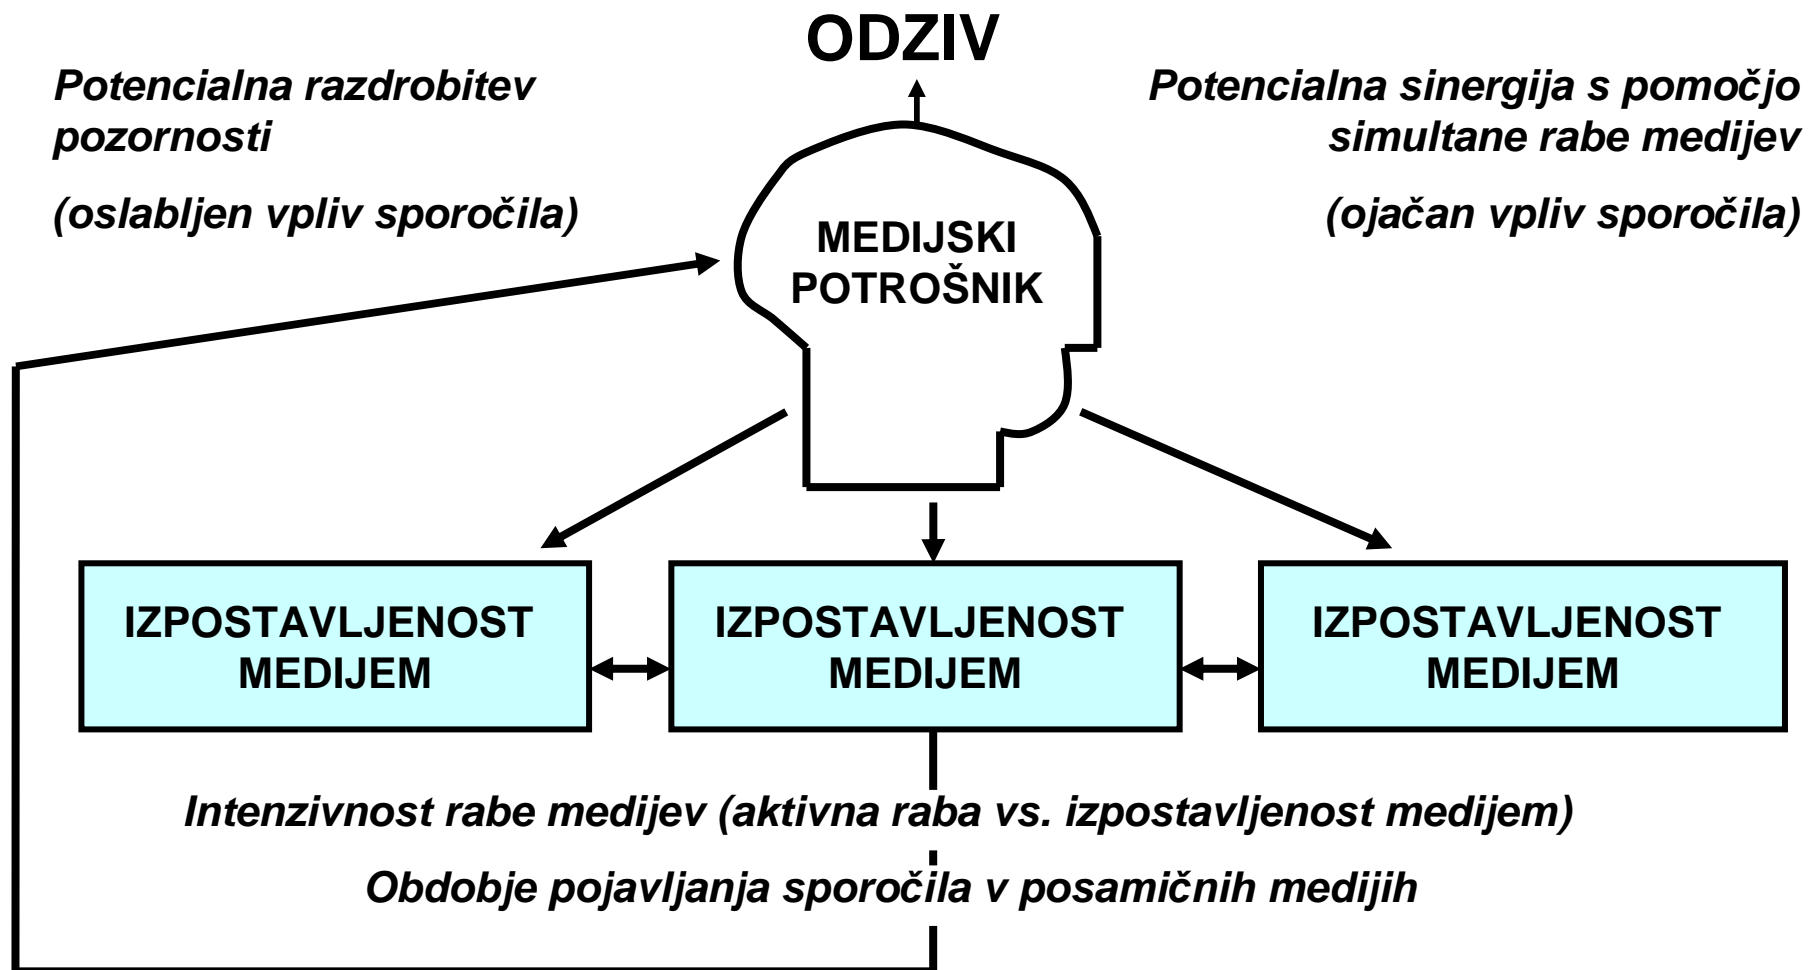 ODZIV
Potencialna razdrobitev
pozornosti
(oslabljen vpliv sporočila)
Potencialna sinergija s pomočjo
simultane rabe medijev
(ojačan vpliv sporočila)
MEDIJSKI
POTROŠNIK
IZPOSTAVLJENOST
MEDIJEM
IZPOSTAVLJENOST
MEDIJEM
IZPOSTAVLJENOST
MEDIJEM
Intenzivnost rabe medijev (aktivna raba vs. izpostavljenost medijem)
Obdobje pojavljanja sporočila v posamičnih medijih